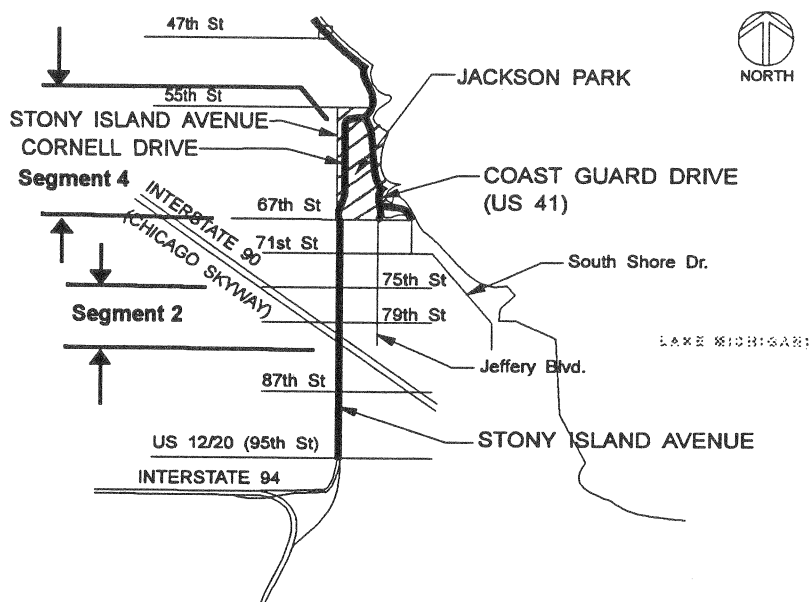 47th St
NORTH
JACKSON PARK
55th St
STONY ISLAND AVENUE
CORNELL DRIVE
Segment 4
COAST GUARD DRIVE
(US 41)
INTERSTATE 90
(CHICAGO SKYWAY)
67th St
71st St
South Shore Dr.
75th St
Segment 2
79th St
LAKE MICHIGAN
Jeffery Blvd.
87th St
US 12/20 (95th St)
STONY ISLAND AVENUE
INTERSTATE 94